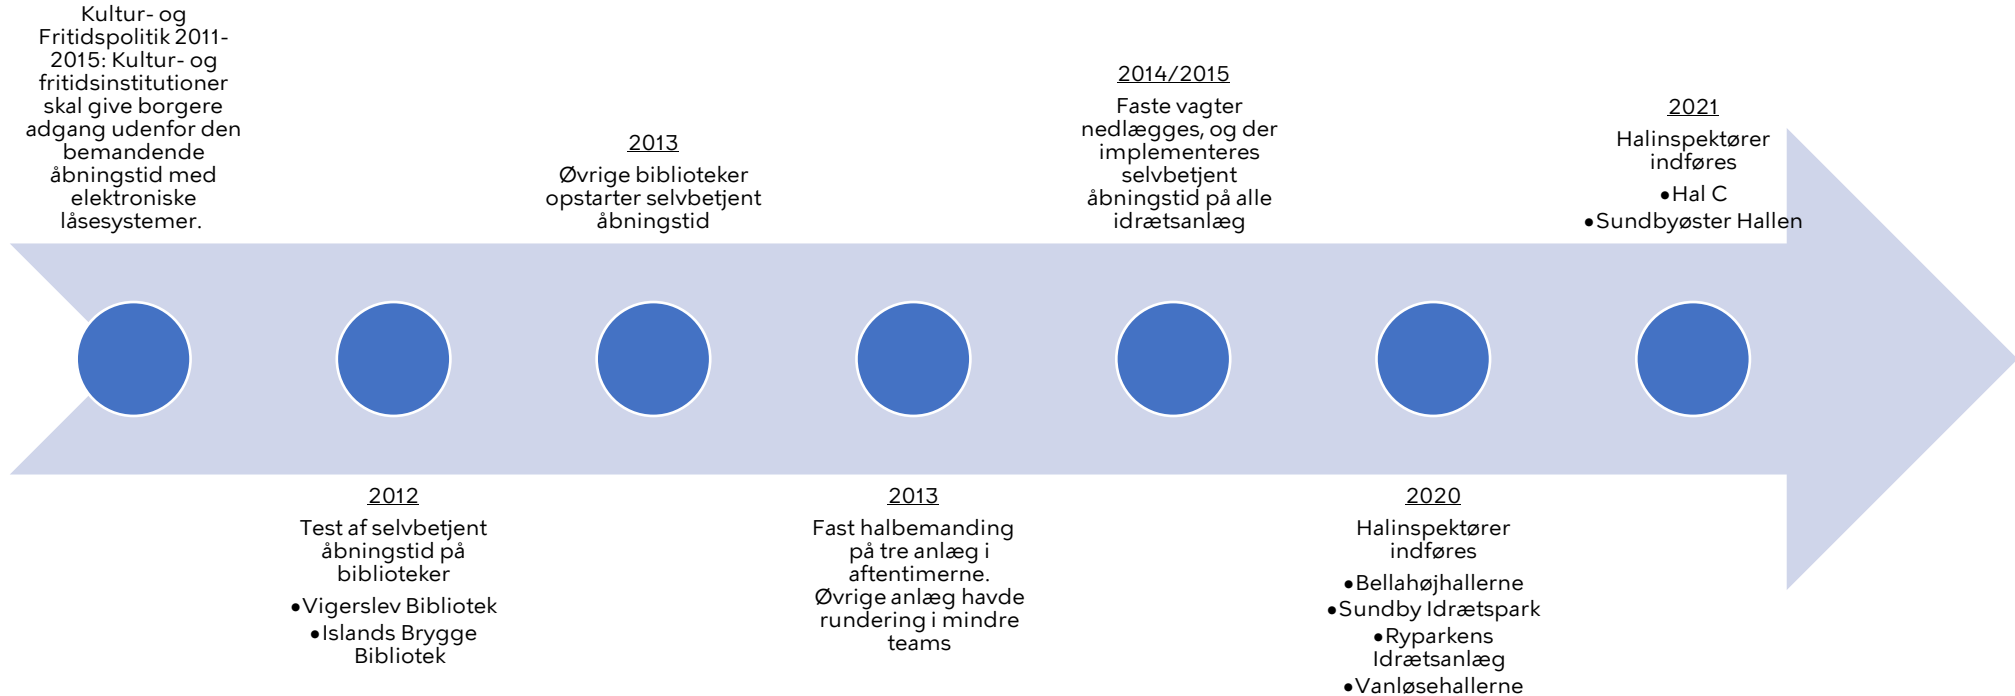 Kultur- og
Fritidspolitik 2011-
2015: Kultur- og
fritidsinstitutioner
skal give borgere
adgang udenfor den
bemandende
åbningstid med
elektroniske
låsesystemer.
2012
Test af selvbetjent
åbningstid på
biblioteker
•Vigerslev Bibliotek
•Islands Brygge
Bibliotek
2013
Øvrige biblioteker
opstarter selvbetjent
åbningstid
2013
Fast halbemanding
på tre anlæg i
aftentimerne.
Øvrige anlæg havde
rundering i mindre
teams
2014/2015
Faste vagter
nedlægges, og der
implementeres
selvbetjent
åbningstid på alle
idrætsanlæg
2020
Halinspektører
indføres
•Bellahøjhallerne
•Sundby Idrætspark
•Ryparkens
Idrætsanlæg
•Vanløsehallerne
2021
Halinspektører
indføres
•Hal C
•Sundbyøster Hallen